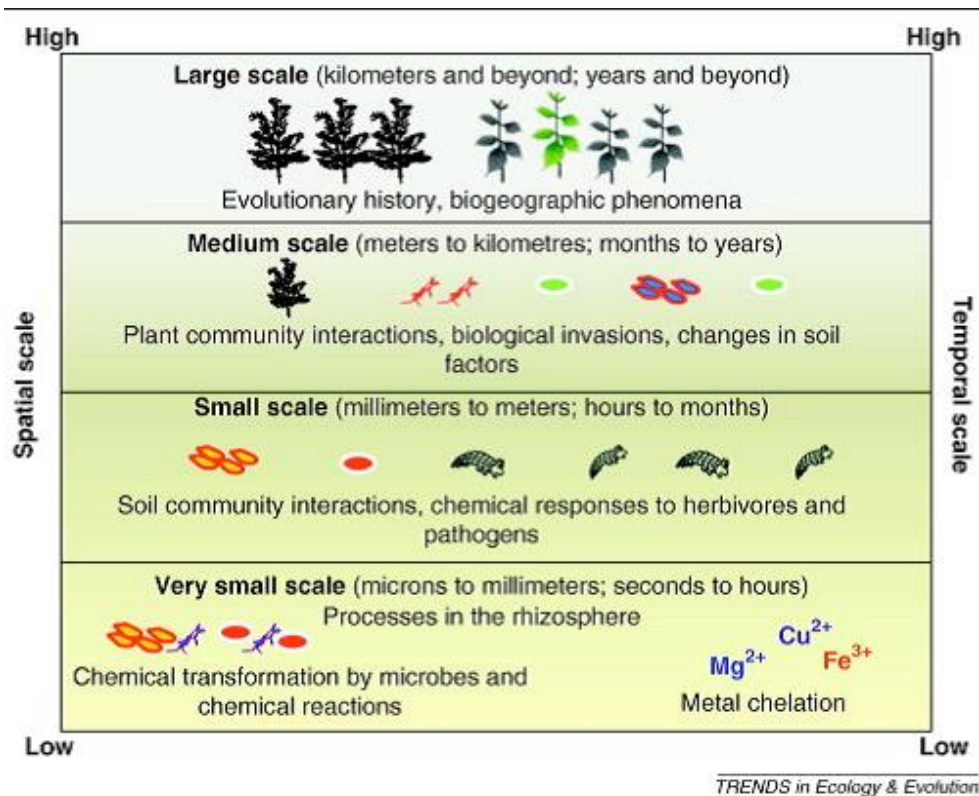 High High
Large scale (kilometers and beyond; years and beyond)
Evolutionary history, biogeographic phenomena
Medium scale (meters to kilometres; months to years)
Plant community interactions, biological invasions, changes in soil
factors
Spatial scale
Temporal scale
Small scale (millimeters to meters; hours to months)
Soil community interactions, chemical responses to herbivores and
pathogens
Very small scale (microns to millimeters; seconds to hours)
Processes in the rhizosphere
Cu²⁺
Mg²⁺ Fe³⁺
Chemical transformation by microbes and
chemical reactions
Metal chelation
Low Low
TRENDS in Ecology & Evolution